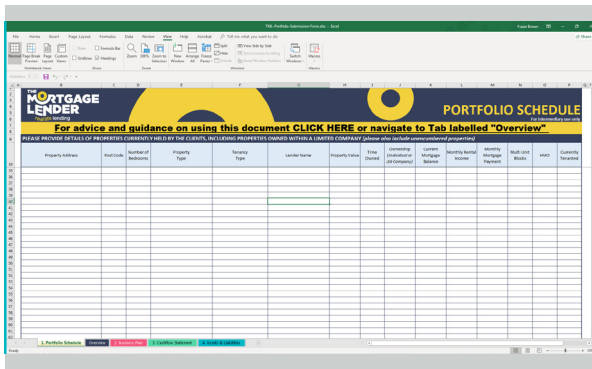 TML-Portfolio-Submission-Form.xls - Excel
File Home Insert Page Layout Formulas Data Review View Help Acrobat Tell me what you want to do
Normal Page Break Preview Page Layout Custom Views Formula Bar Gridlines Headings Zoom 100% Zoom to Selection New Window Arrange All Freeze Panes Split Hide View Side by Side Switch Windows Macros
Workbook Views Show Zoom Window Macros
THE MORTGAGE LENDER
real life lending
PORTFOLIO SCHEDULE
For Intermediary use only
For advice and guidance on using this document CLICK HERE or navigate to Tab labelled "Overview"
PLEASE PROVIDE DETAILS OF PROPERTIES CURRENTLY HELD BY THE CLIENTS, INCLUDING PROPERTIES OWNED WITHIN A LIMITED COMPANY (please also include unencumbered properties)
Property Address Post Code Number of Bedrooms Property Type Tenancy Type Lender Name Property Value Time Owned Ownership (Individual or Ltd Company) Current Mortgage Balance Monthly Rental Income Monthly Mortgage Payment Multi Unit Blocks HMO Currently Tenanted
1. Portfolio Schedule Overview 2. Business Plan 3. Cashflow Statement 4. Assets & Liabilities
Ready